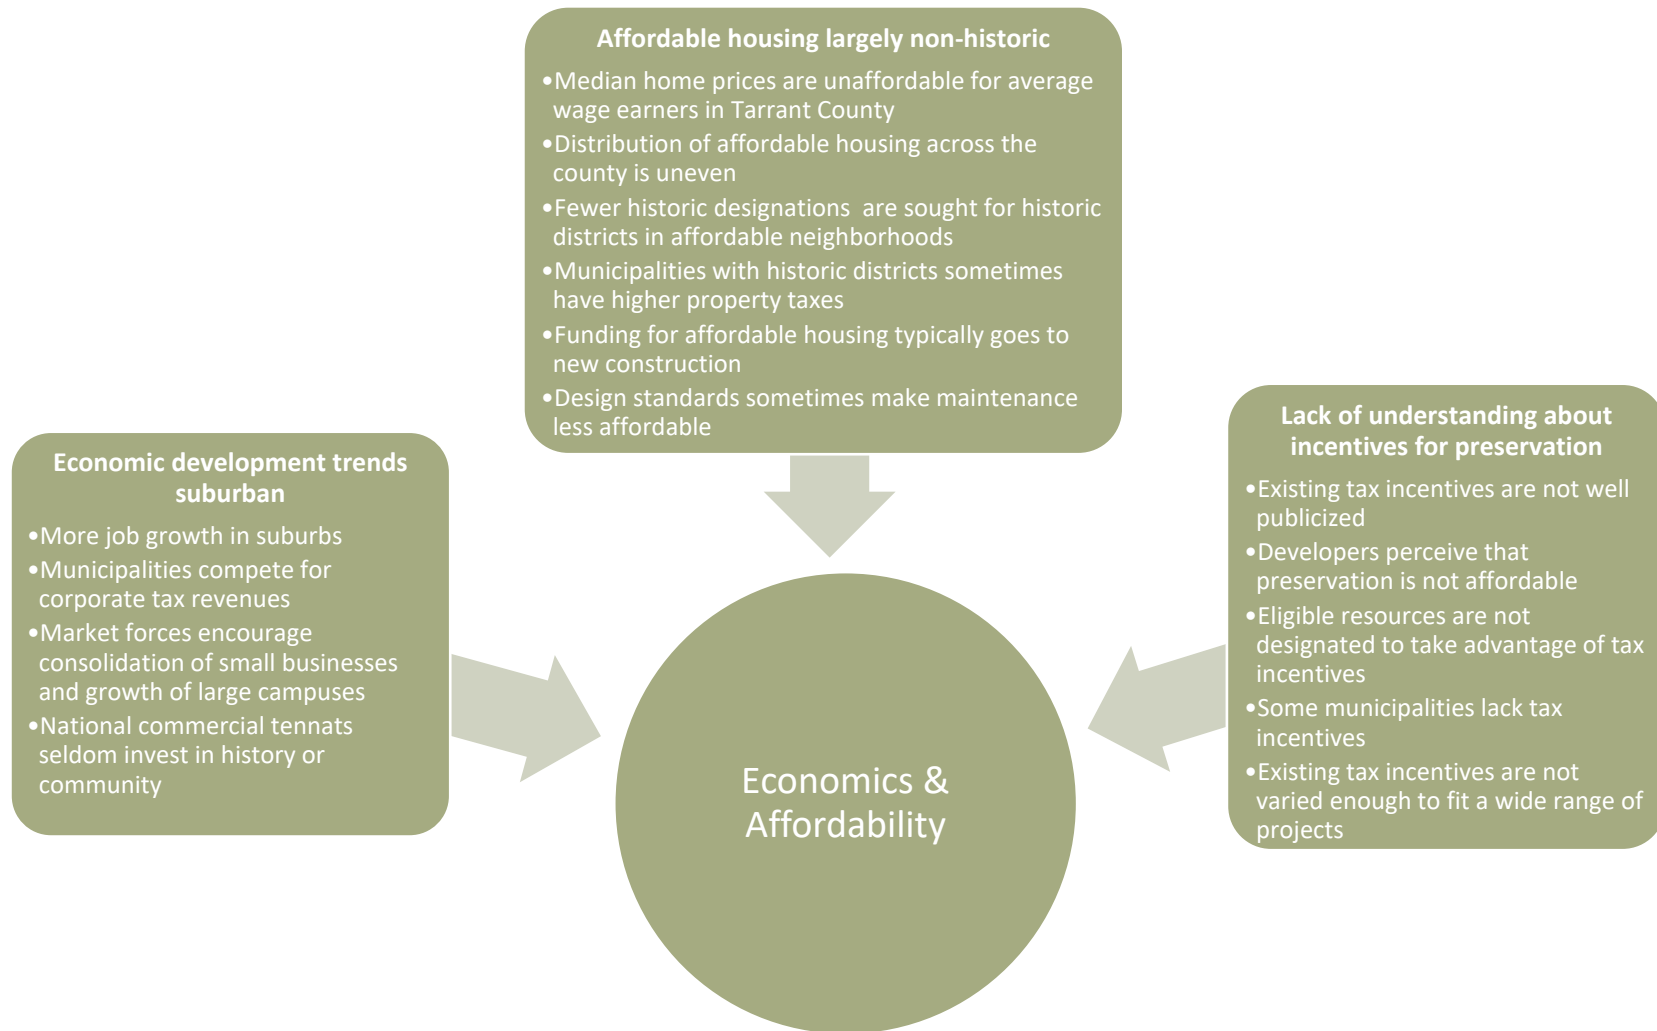 Affordable housing largely non-historic
•Median home prices are unaffordable for average
wage earners in Tarrant County
•Distribution of affordable housing across the
county is uneven
•Fewer historic designations  are sought for historic
districts in affordable neighborhoods
•Municipalities with historic districts sometimes
have higher property taxes
•Funding for affordable housing typically goes to
new construction
•Design standards sometimes make maintenance
less affordable
Economic development trends
suburban
•More job growth in suburbs
•Municipalities compete for
corporate tax revenues
•Market forces encourage
consolidation of small businesses
and growth of large campuses
•National commercial tennats
seldom invest in history or
community
Lack of understanding about
incentives for preservation
•Existing tax incentives are not well
publicized
•Developers perceive that
preservation is not affordable
•Eligible resources are not
designated to take advantage of tax
incentives
•Some municipalities lack tax
incentives
•Existing tax incentives are not
varied enough to fit a wide range of
projects
Economics &
Affordability